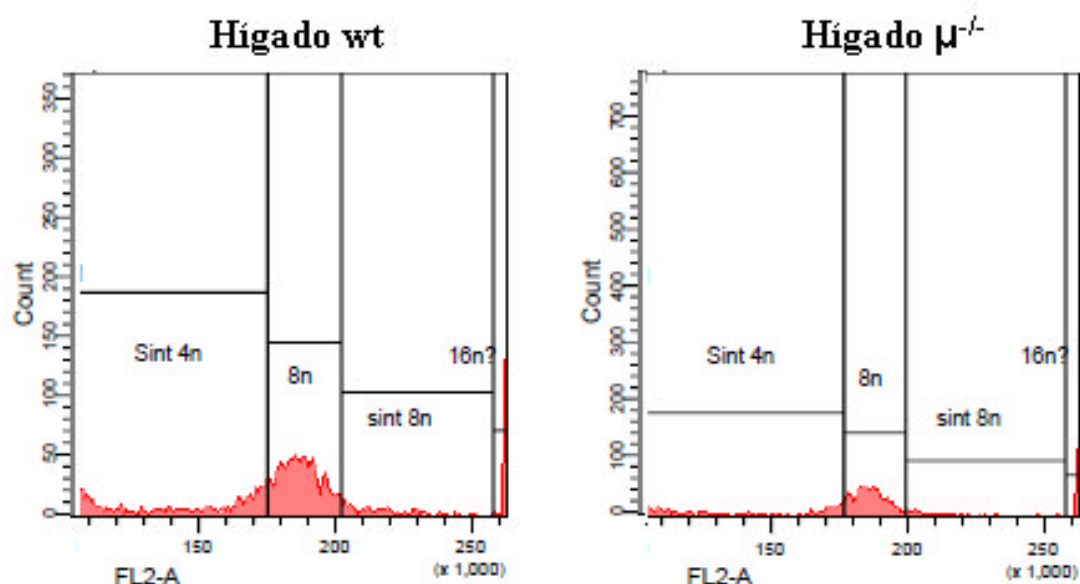 Hígado wt
350
300
250
200
150
100
50
0
Count
Sint 4n
8n
sint 8n
16n?
150
200
250
(x 1,000)
FL2-A
Hígado μ-/-
700
600
500
400
300
200
100
0
Count
Sint 4n
8n
sint 8n
16n?
150
200
250
(x 1,000)
FL2-A